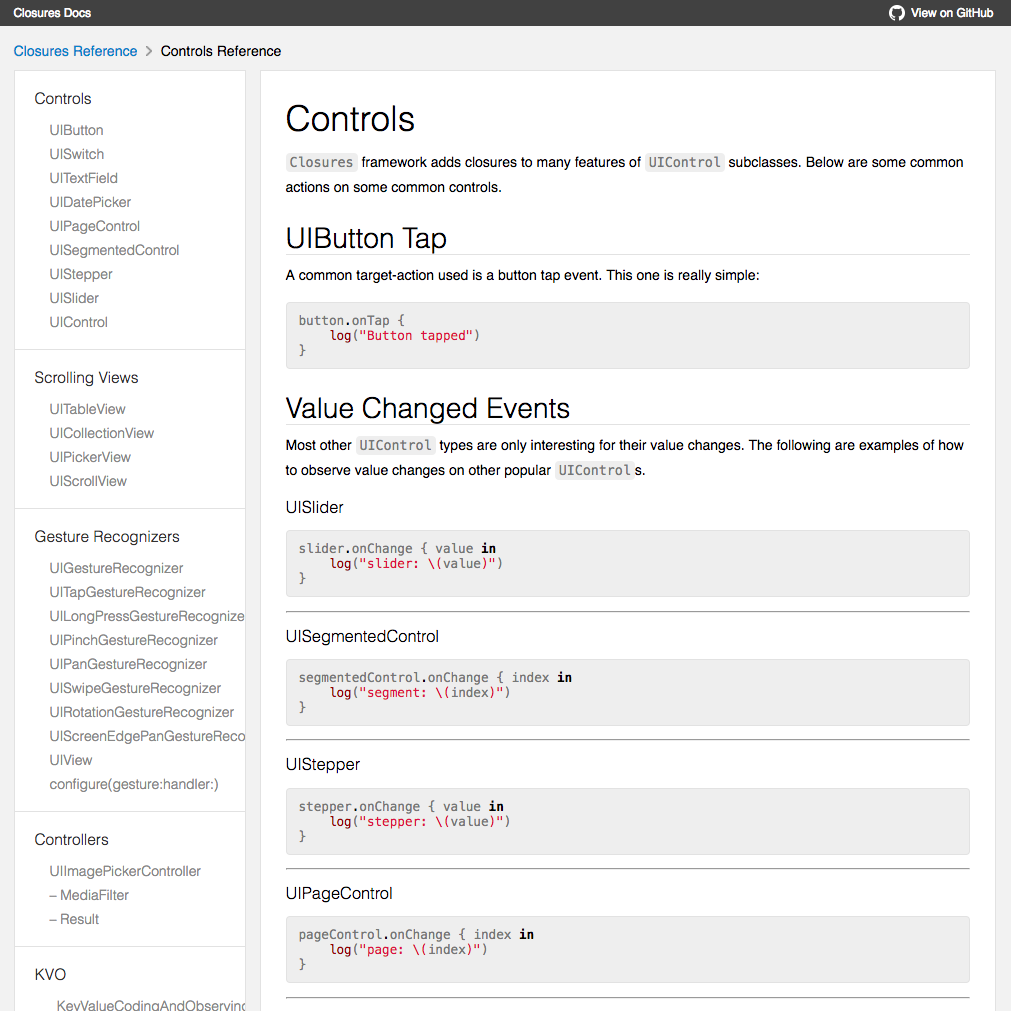 Closures Docs
View on GitHub
Closures Reference > Controls Reference
Controls
UIButton
UISwitch
UITextField
UIDatePicker
UIPageControl
UISegmentedControl
UIStepper
UISlider
UIControl
Scrolling Views
UITableView
UICollectionView
UIPickerView
UIScrollView
Gesture Recognizers
UIGestureRecognizer
UITapGestureRecognizer
UILongPressGestureRecognize
UIPinchGestureRecognizer
UIPanGestureRecognizer
UISwipeGestureRecognizer
UIRotationGestureRecognizer
UIScreenEdgePanGestureReco
UIView
configure(gesture:handler:)
Controllers
UIImagePickerController
– MediaFilter
– Result
KVO
KeyValueCodingAndObserving
Controls
Closures framework adds closures to many features of UIControl subclasses. Below are some common
actions on some common controls.
UIButton Tap
A common target-action used is a button tap event. This one is really simple:
button.onTap {
    log("Button tapped")
}
Value Changed Events
Most other UIControl types are only interesting for their value changes. The following are examples of how
to observe value changes on other popular UIControl s.
UISlider
slider.onChange { value in
    log("slider: \(value)")
}
UISegmentedControl
segmentedControl.onChange { index in
    log("segment: \(index)")
}
UIStepper
stepper.onChange { value in
    log("stepper: \(value)")
}
UIPageControl
pageControl.onChange { index in
    log("page: \(index)")
}